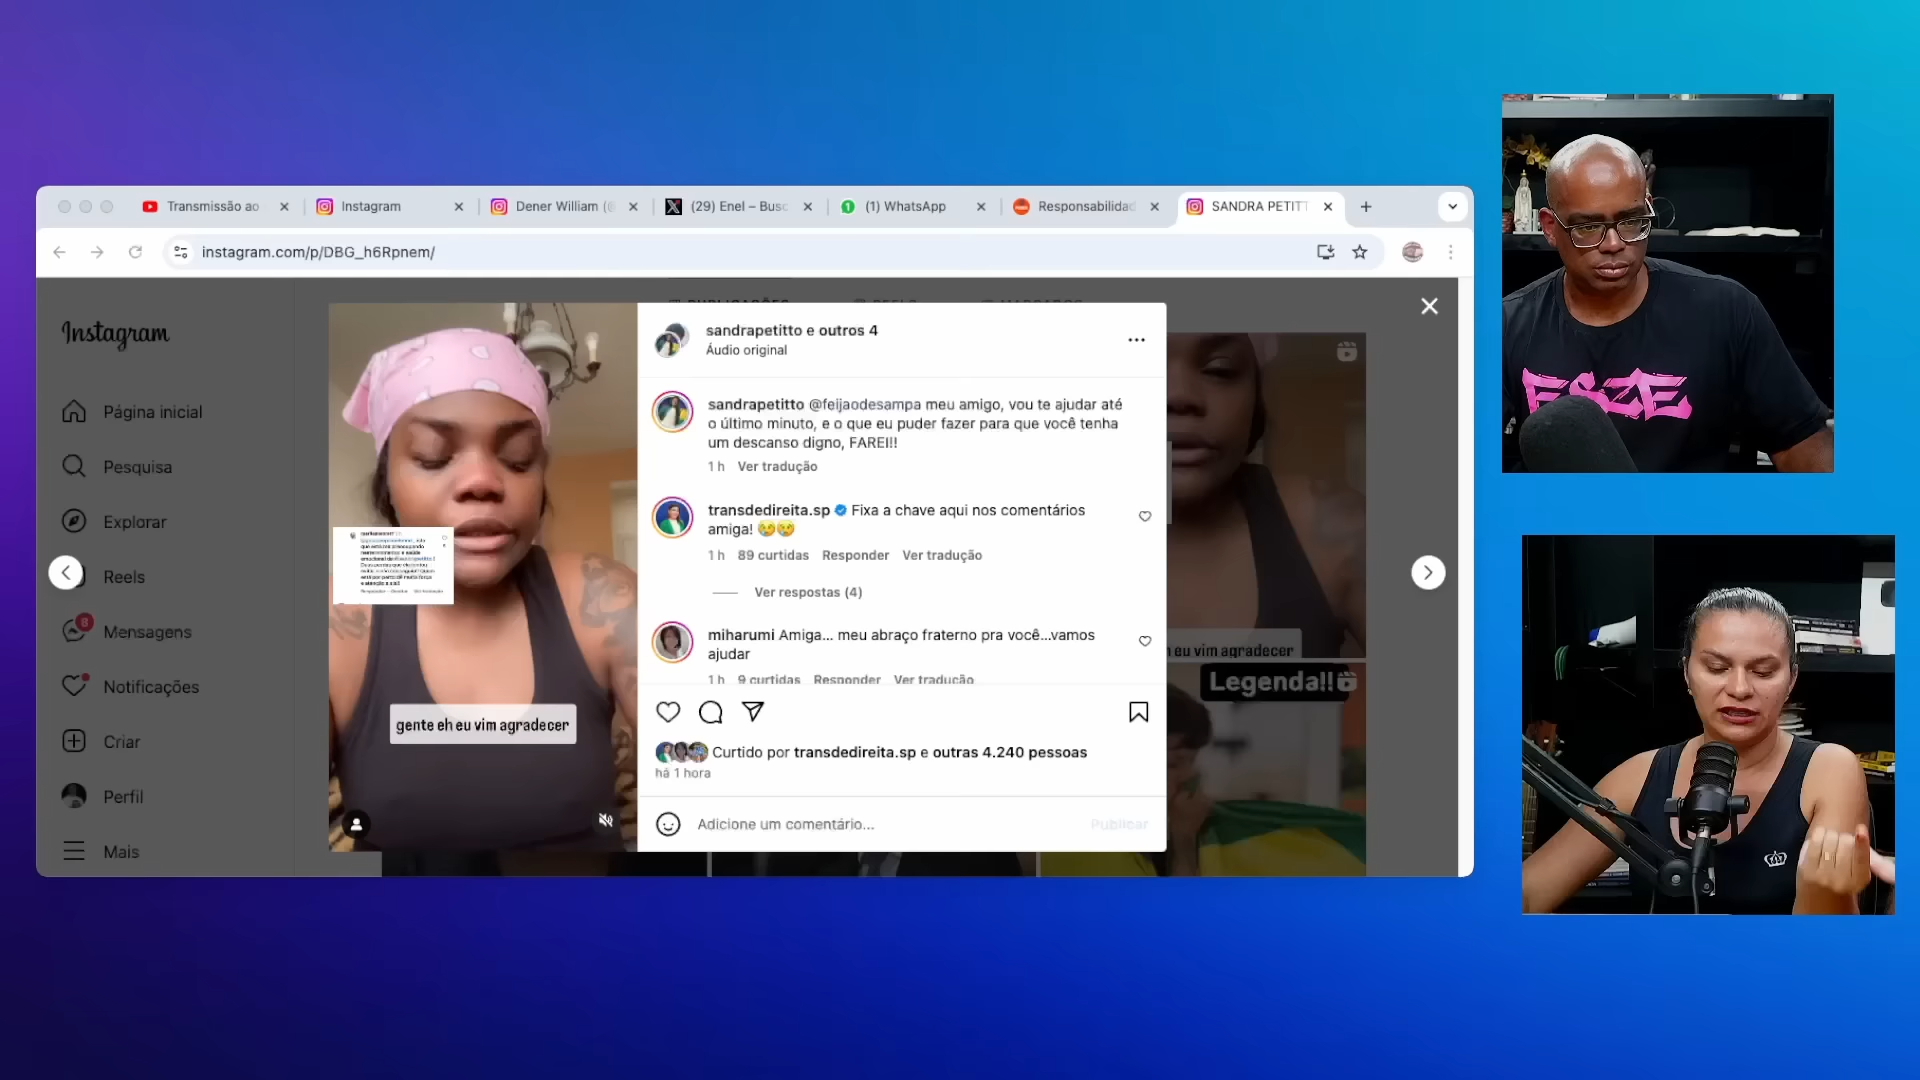 Transmissão ao
Instagram
Dener William (@
(29) Enel – Busc
(1) WhatsApp
Responsabilidad
SANDRA PETITT
instagram.com/p/DBG_h6Rpnem/
Instagram
Página inicial
Pesquisa
Explorar
Reels
8
Mensagens
Notificações
Criar
Perfil
Mais
gente eh eu vim agradecer
sandrapetitto e outros 4
Áudio original
sandrapetitto @feijaodesampa meu amigo, vou te ajudar até
o último minuto, e o que eu puder fazer para que você tenha
um descanso digno, FAREI!!
1 h Ver tradução
transdedireita.sp Fixa a chave aqui nos comentários
amiga! 😢😢
1 h 89 curtidas Responder Ver tradução
Ver respostas (4)
miharumi Amiga... meu abraço fraterno pra você...vamos
ajudar
1 h 9 curtidas Responder Ver tradução
Curtido por transdedireita.sp e outras 4.240 pessoas
há 1 hora
Adicione um comentário...
Publicar
eu vim agradecer
Legenda!!